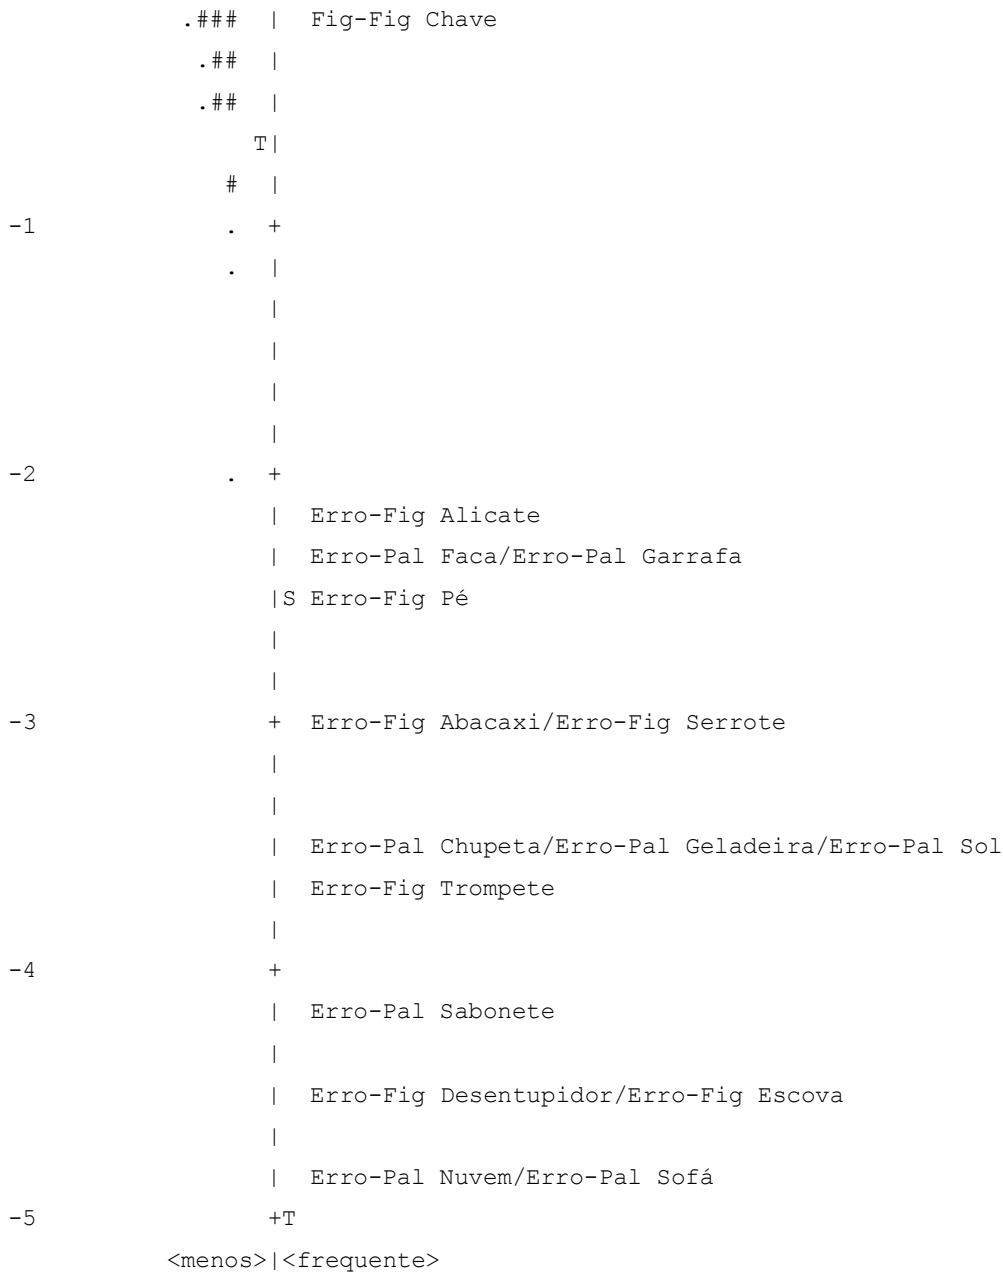 .### | Fig-Fig Chave
.## |
.## |
T|
# |
-1 . +
. |
|
|
|
|
-2 . +
| Erro-Fig Alicate
| Erro-Pal Faca/Erro-Pal Garrafa
|S Erro-Fig Pé
|
|
-3 + Erro-Fig Abacaxi/Erro-Fig Serrote
|
|
| Erro-Pal Chupeta/Erro-Pal Geladeira/Erro-Pal Sol
| Erro-Fig Trompete
|
-4 +
| Erro-Pal Sabonete
|
| Erro-Fig Desentupidor/Erro-Fig Escova
|
| Erro-Pal Nuvem/Erro-Pal Sofá
-5 +T
<menos>|<frequente>